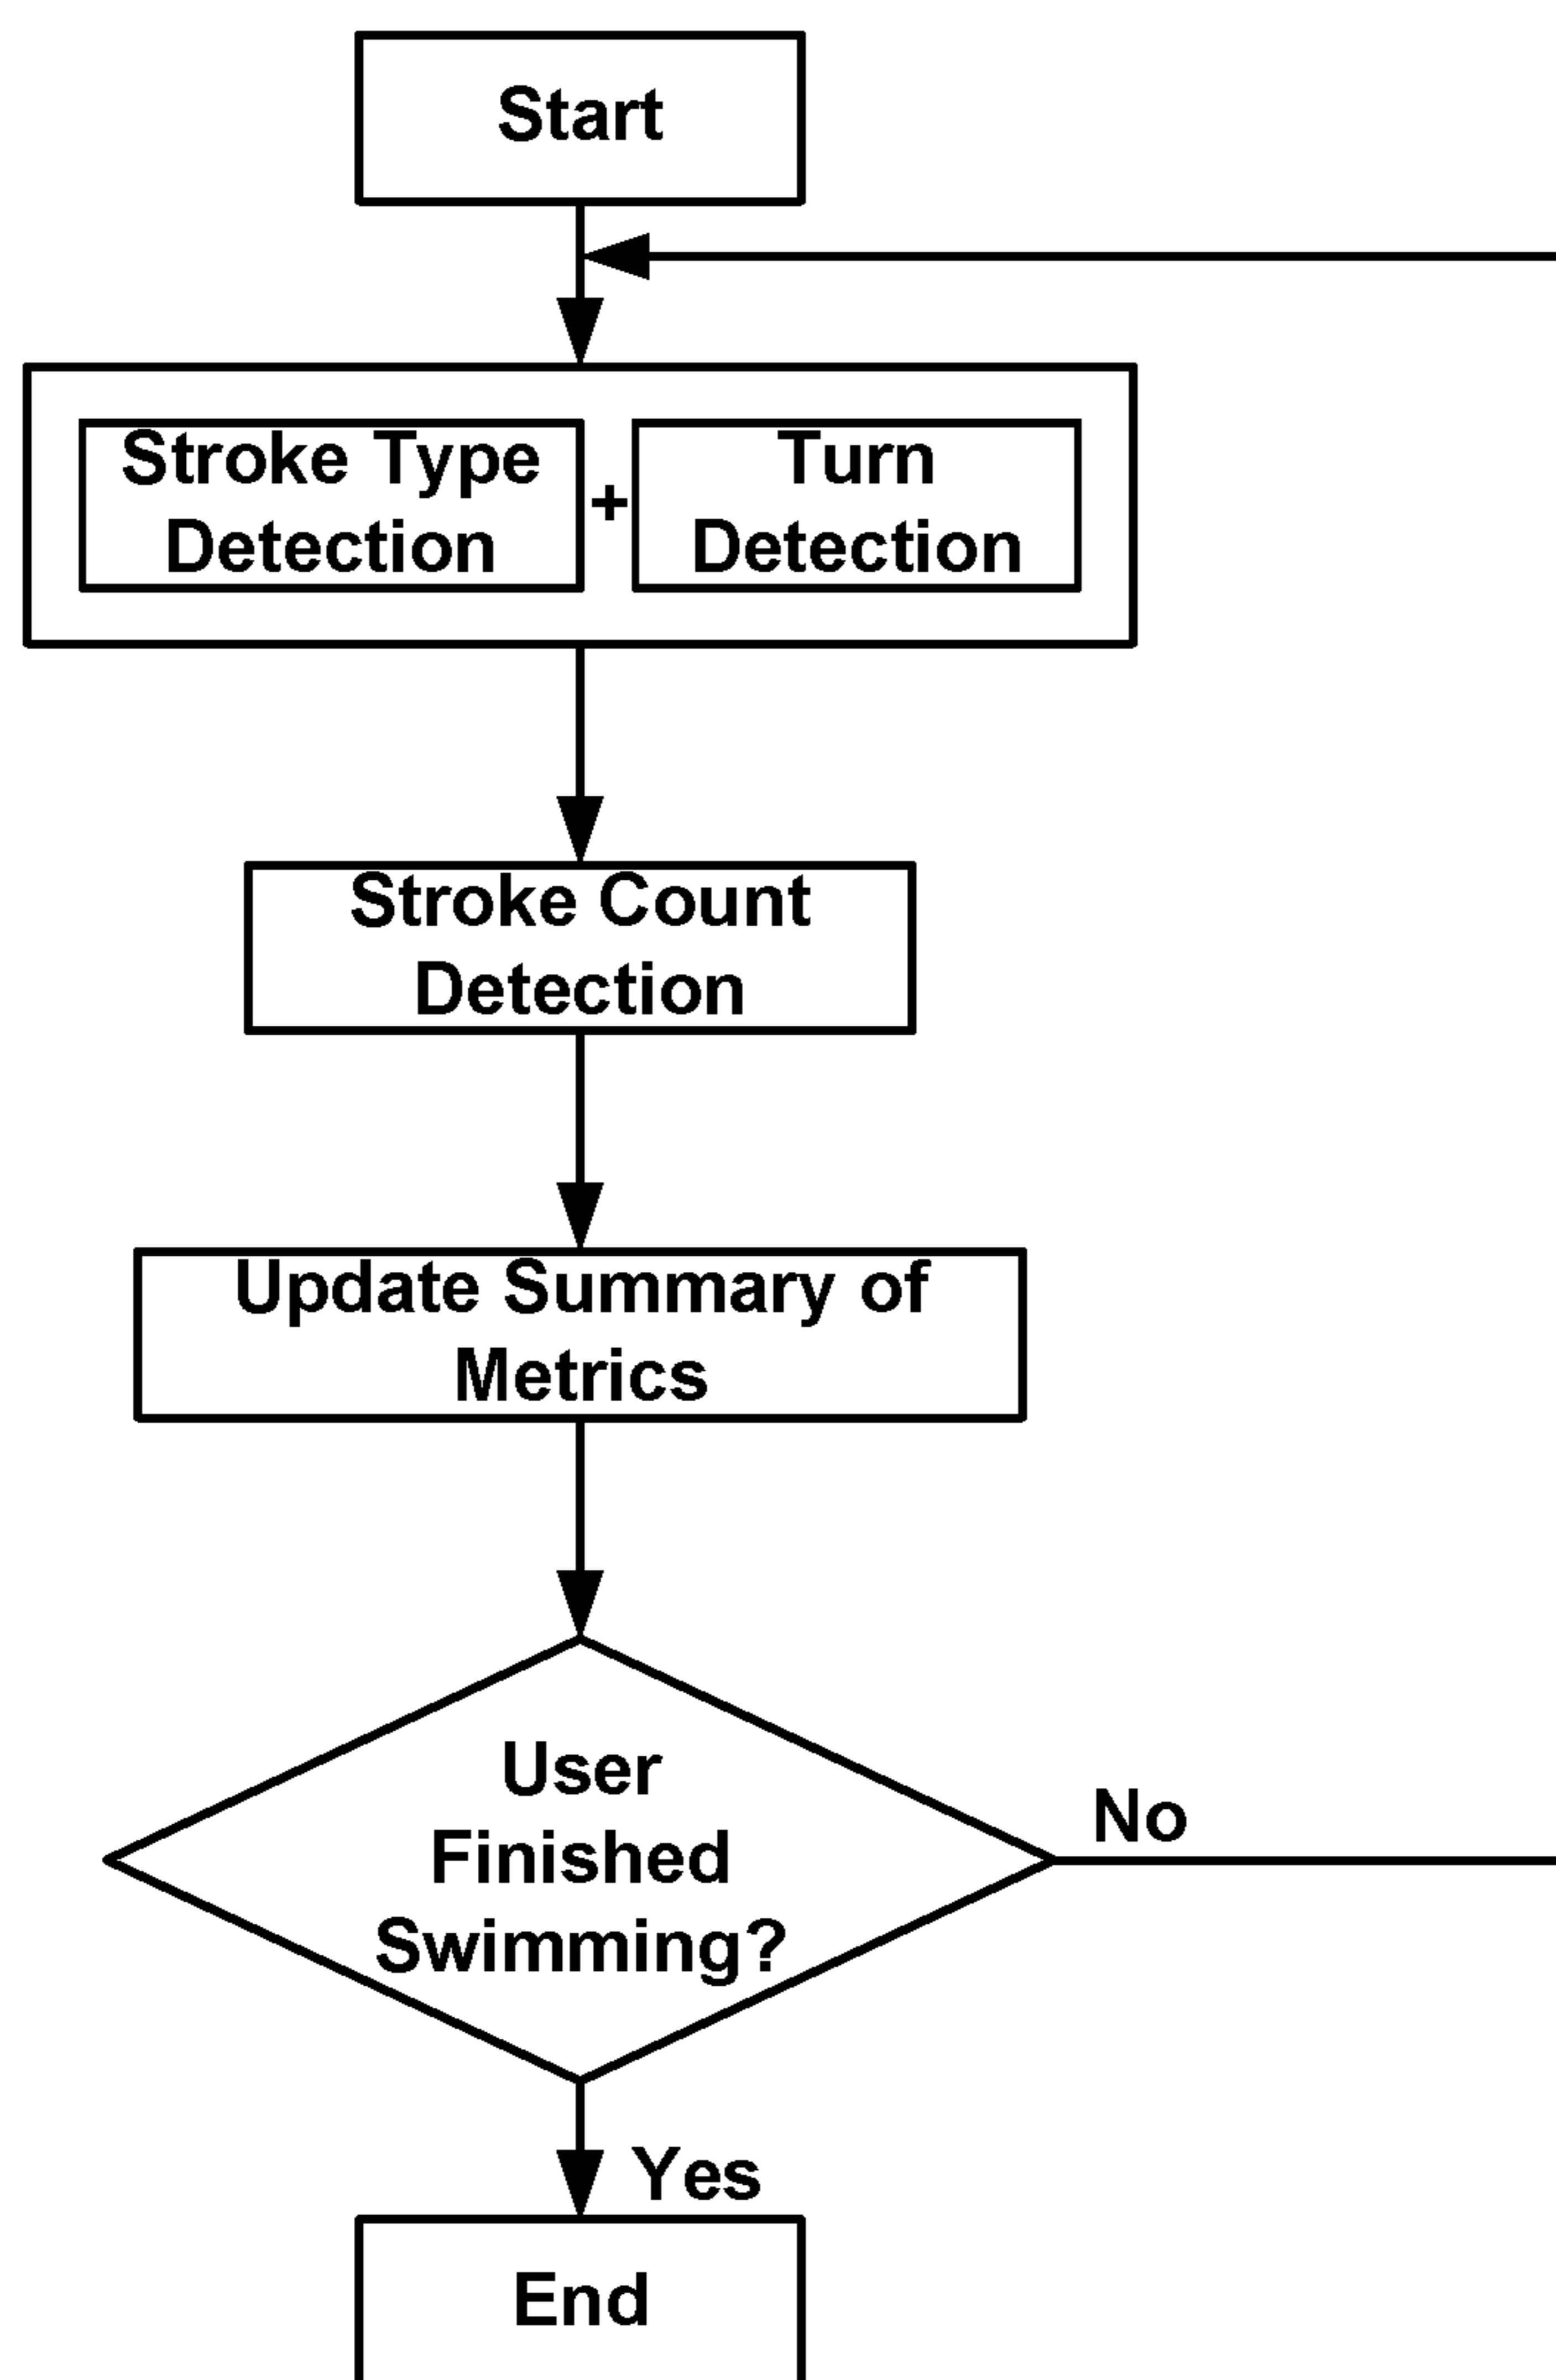 Start
Stroke Type
Detection
+
Turn
Detection
Stroke Count
Detection
Update Summary of
Metrics
User
Finished
Swimming?
No
Yes
End